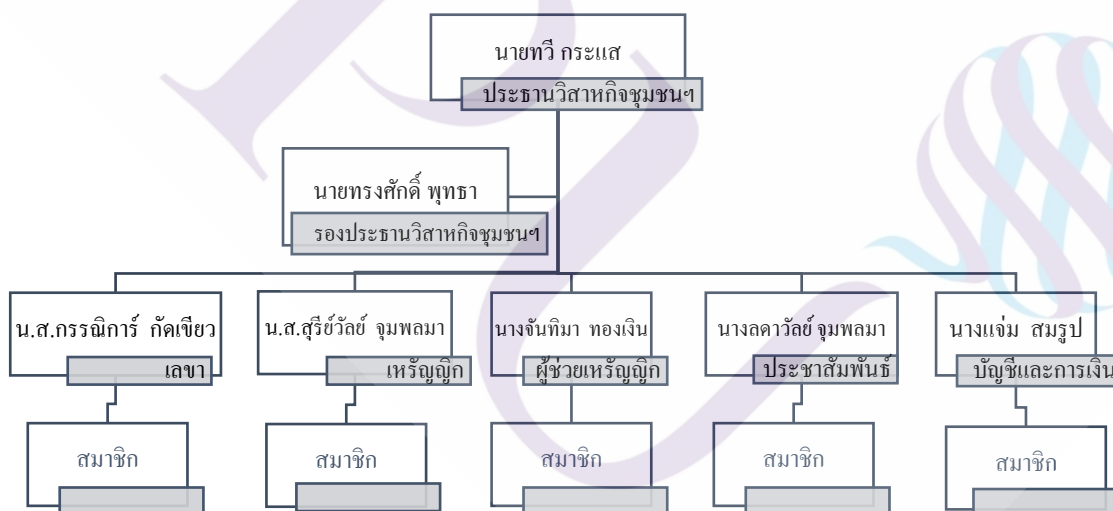 นายทวี กระแส
ประธานวิสาหกิจชุมชนฯ
นายทรงศักดิ์ พุทธา
รองประธานวิสาหกิจชุมชนฯ
น.ส.กรรณิการ์ กัดเขียว
เลขา
น.ส.สุรีย์วัลย์ จุมพลมา
เหรัญญิก
นางจันทิมา ทองเงิน
ผู้ช่วยเหรัญญิก
นางลดาวัลย์ จุมพลมา
ประชาสัมพันธ์
นางแจ่ม สมรูป
บัญชีและการเงิน
สมาชิก
สมาชิก
สมาชิก
สมาชิก
สมาชิก